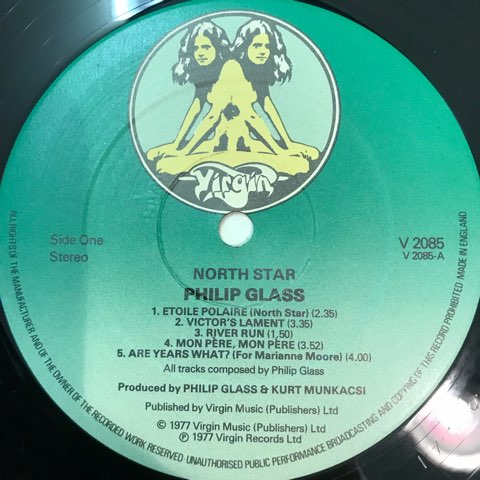 Virgin
Side One
Stereo
V 2085
V 2085-A
NORTH STAR
PHILIP GLASS
1. ETOILE POLAIRE (North Star) (2.35)
2. VICTOR'S LAMENT (3.35)
3. RIVER RUN (1,50)
4. MON PÈRE, MON PÈRE (3.52)
5. ARE YEARS WHAT? (For Marianne Moore) (4.00)
All tracks composed by Philip Glass
Produced by PHILIP GLASS & KURT MUNKACSI
Published by Virgin Music (Publishers) Ltd
© 1977 Virgin Music (Publishers) Ltd
℗ 1977 Virgin Records Ltd
ALL RIGHTS OF THE MANUFACTURER AND OF THE OWNER OF THE RECORDED WORK RESERVED. UNAUTHORISED PUBLIC PERFORMANCE BROADCASTING AND COPYING OF THIS RECORD PROHIBITED MADE IN ENGLAND